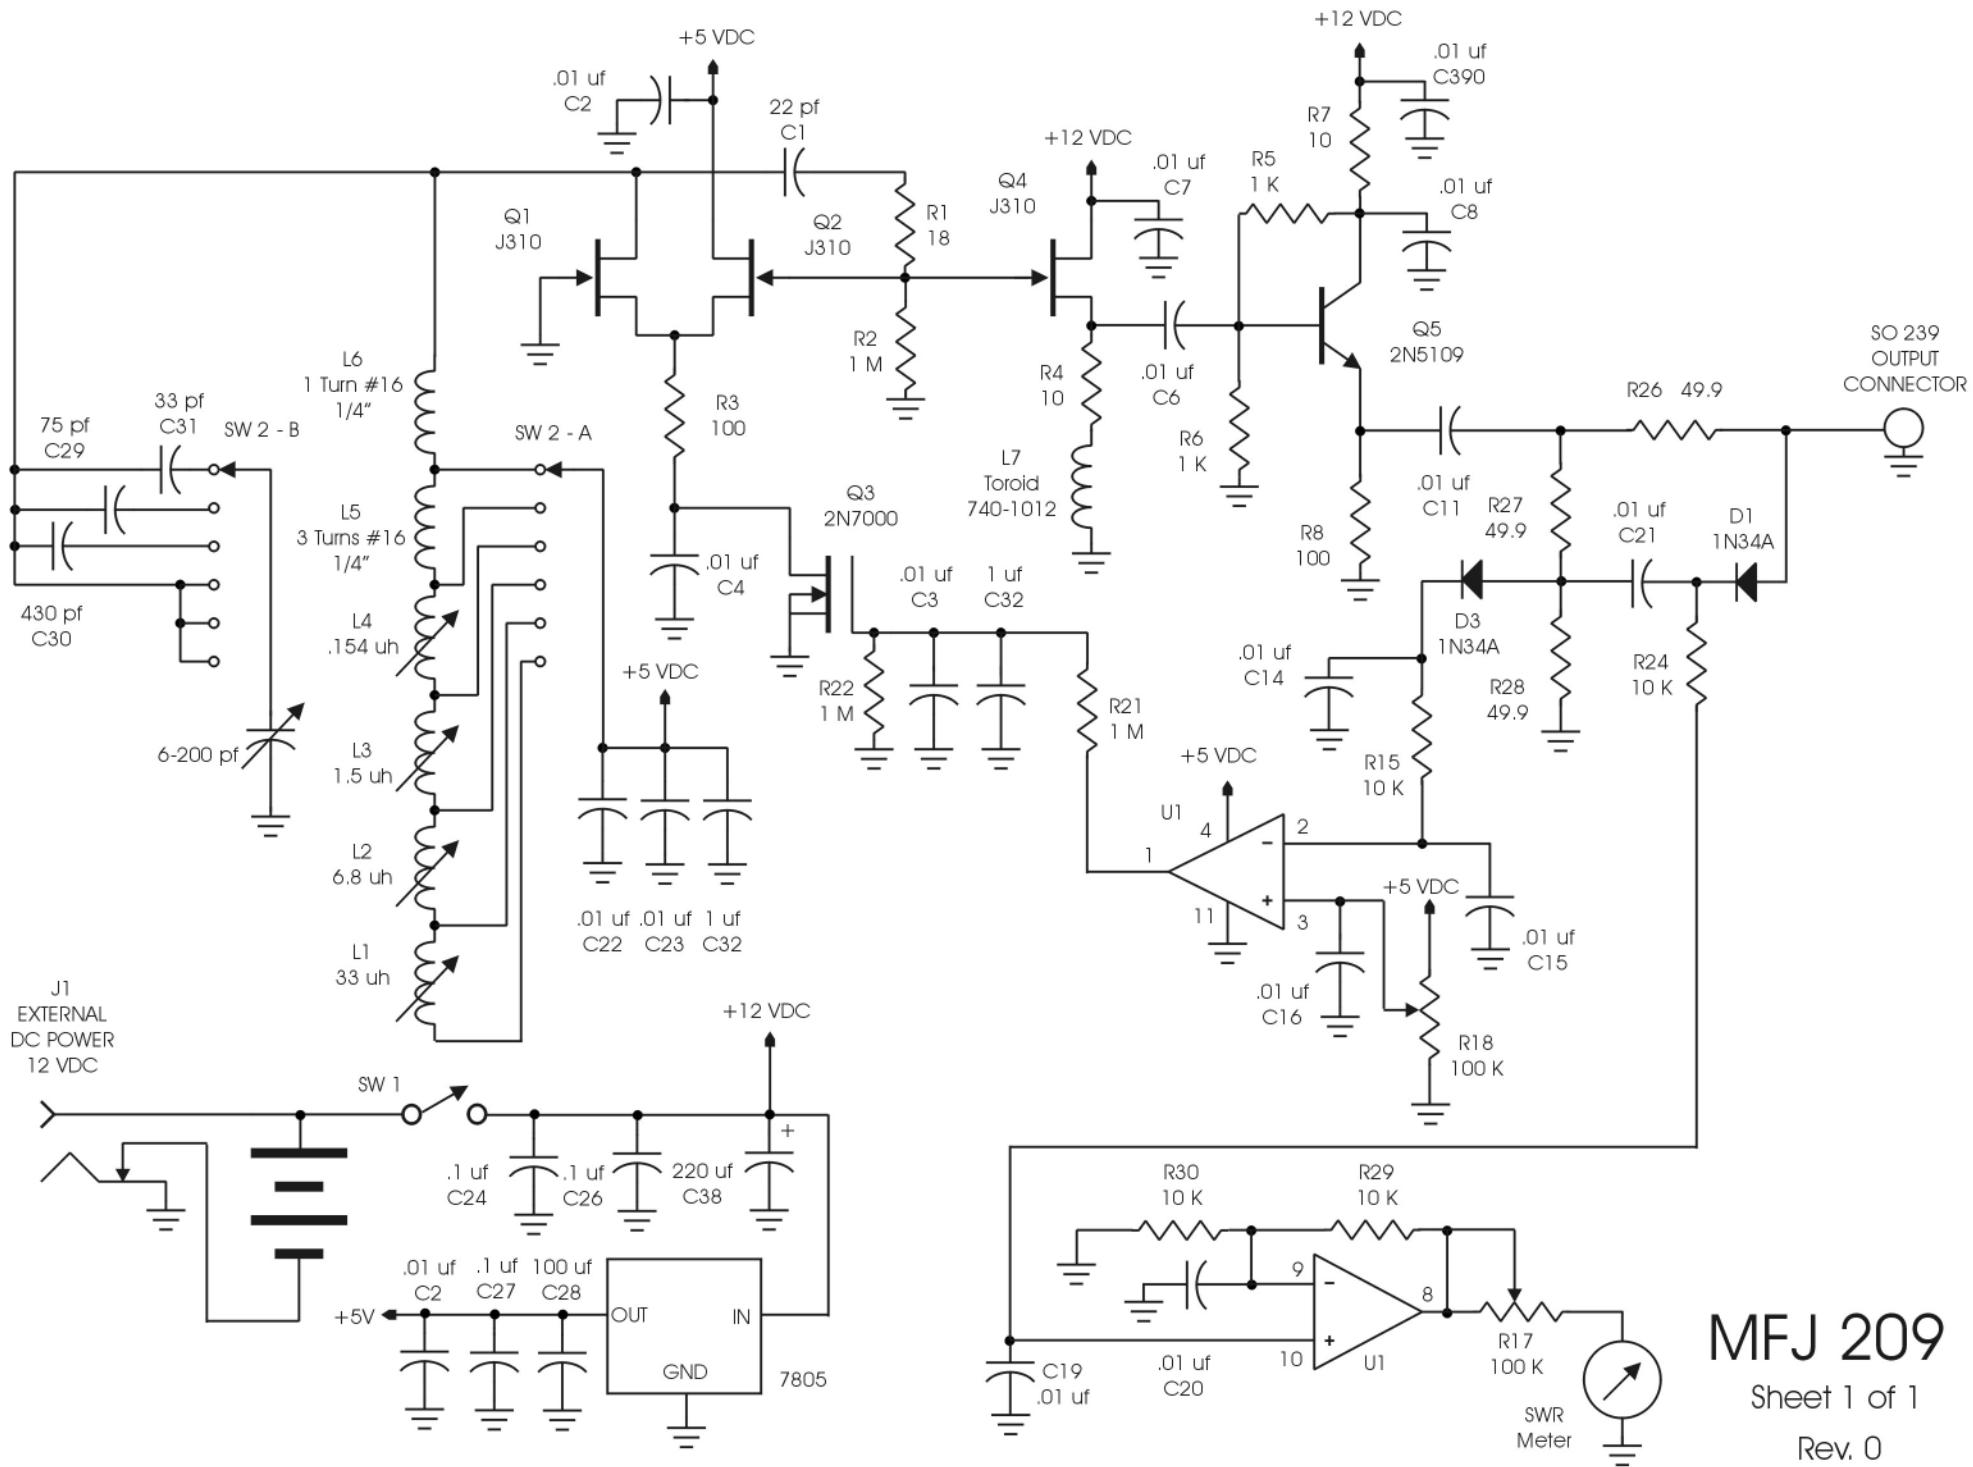 +12 VDC
+5 VDC
.01 uf
C390
.01 uf
C2
22 pf
C1
R7
10
+12 VDC
.01 uf
C7
R5
1 K
.01 uf
C8
Q4
J310
Q1
J310
Q2
J310
R1
18
R2
1 M
Q5
2N5109
SO 239
OUTPUT
CONNECTOR
L6
1 Turn #16
1/4"
R4
10
.01 uf
C6
R26 49.9
R3
100
75 pf
C29
33 pf
C31
SW 2 - B
SW 2 - A
R6
1 K
L7
Toroid
740-1012
Q3
2N7000
.01 uf
C11
R27
49.9
.01 uf
C21
D1
1N34A
L5
3 Turns #16
1/4"
R8
100
.01 uf
C4
.01 uf
C3
1 uf
C32
430 pf
C30
L4
.154 uh
D3
1N34A
.01 uf
C14
R24
10 K
+5 VDC
R22
1 M
R21
1 M
R28
49.9
6-200 pf
L3
1.5 uh
+5 VDC
R15
10 K
U1
4
2
−
1
+
11
3
L2
6.8 uh
+5 VDC
.01 uf
C22
.01 uf
C23
1 uf
C32
.01 uf
C15
L1
33 uh
.01 uf
C16
R18
100 K
J1
EXTERNAL
DC POWER
12 VDC
+12 VDC
SW 1
+
.1 uf
C24
.1 uf
C26
220 uf
C38
R30
10 K
R29
10 K
.01 uf
C2
.1 uf
C27
100 uf
C28
+5V
OUT
IN
GND
7805
9
−
8
+
10
U1
C19
.01 uf
.01 uf
C20
R17
100 K
SWR
Meter
MFJ 209
Sheet 1 of 1
Rev. 0